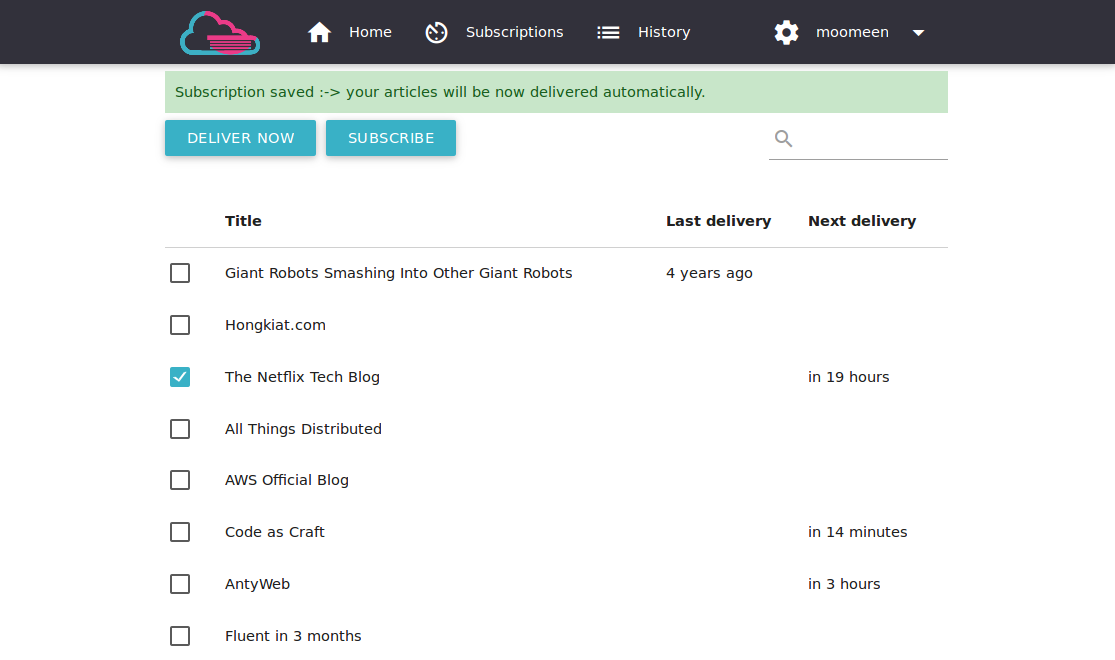 Home Subscriptions History moomeen
Subscription saved :-> your articles will be now delivered automatically.
DELIVER NOW SUBSCRIBE
Title Last delivery Next delivery
Giant Robots Smashing Into Other Giant Robots 4 years ago
Hongkiat.com
The Netflix Tech Blog in 19 hours
All Things Distributed
AWS Official Blog
Code as Craft in 14 minutes
AntyWeb in 3 hours
Fluent in 3 months